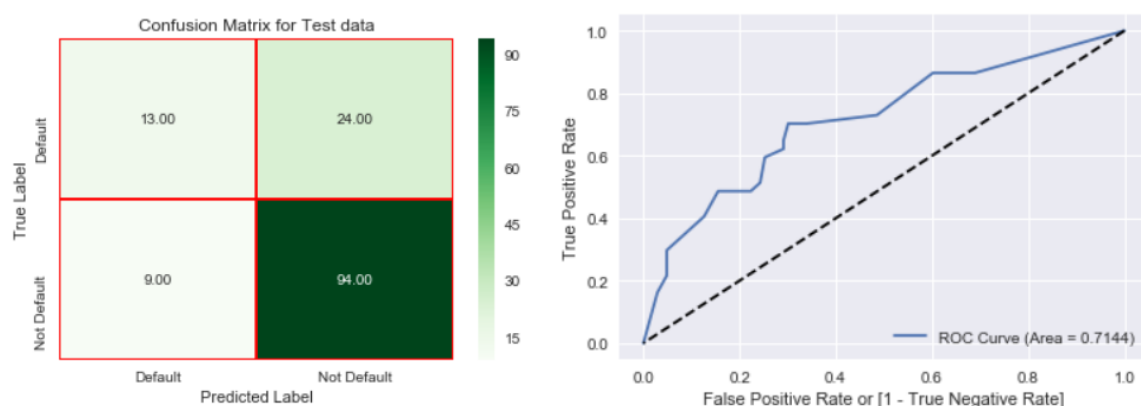 Confusion Matrix for Test data
True Label
Default
Not Default
13.00
24.00
9.00
94.00
Default
Not Default
Predicted Label
90
75
60
45
30
15
True Positive Rate
1.0
0.8
0.6
0.4
0.2
0.0
ROC Curve (Area = 0.7144)
0.0
0.2
0.4
0.6
0.8
1.0
False Positive Rate or [1 - True Negative Rate]